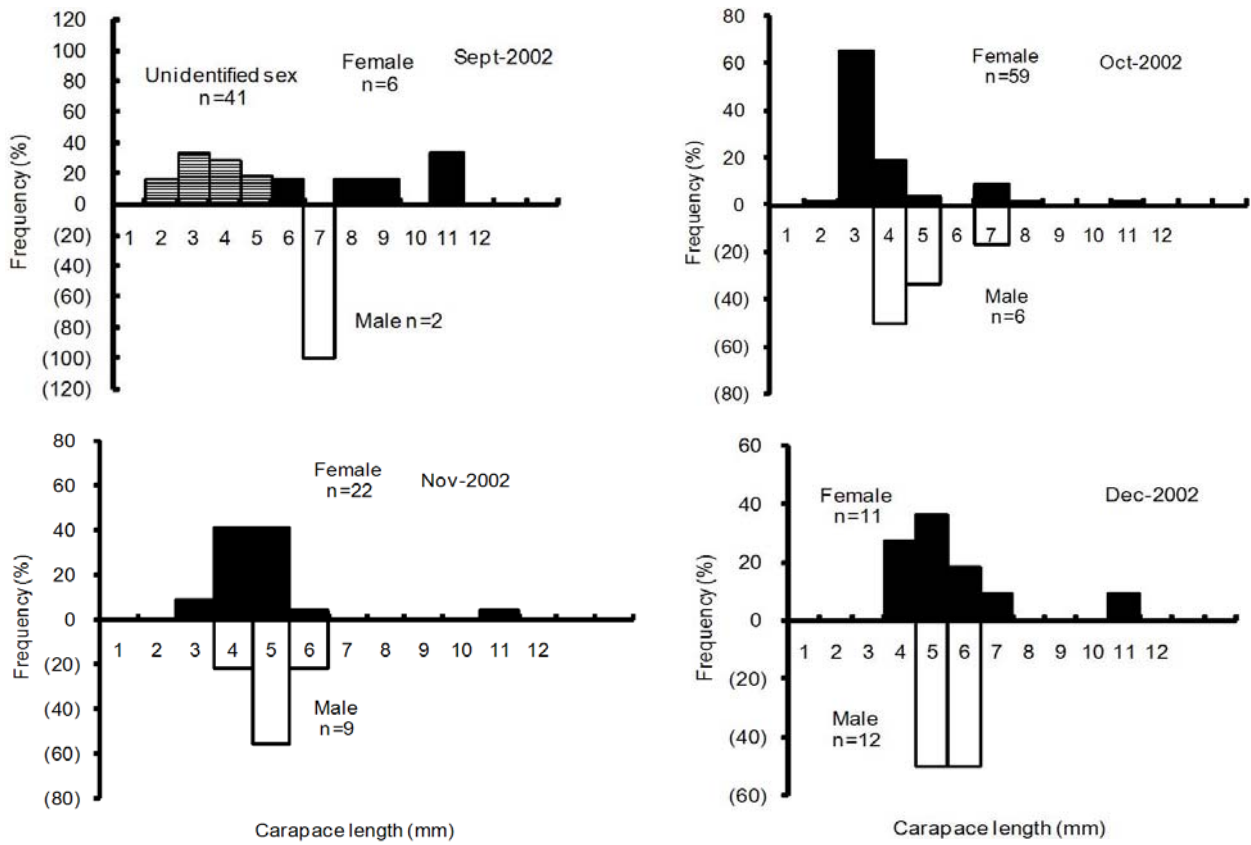 120
100
80
60
40
20
0
(20)
(40)
(60)
(80)
(100)
(120)
Frequency (%)
Unidentified sex
n=41
Female
n=6
Sept-2002
1 2 3 4 5 6 7 8 9 10 11 12
Male n=2
80
60
40
20
0
(20)
(40)
(60)
(80)
Frequency (%)
Female
n=59
Oct-2002
1 2 3 4 5 6 7 8 9 10 11 12
Male
n=6
80
60
40
20
0
(20)
(40)
(60)
(80)
Frequency (%)
Female
n=22
Nov-2002
1 2 3 4 5 6 7 8 9 10 11 12
Male
n=9
Carapace length (mm)
60
40
20
0
(20)
(40)
(60)
Frequency (%)
Female
n=11
Dec-2002
1 2 3 4 5 6 7 8 9 10 11 12
Male
n=12
Carapace length (mm)